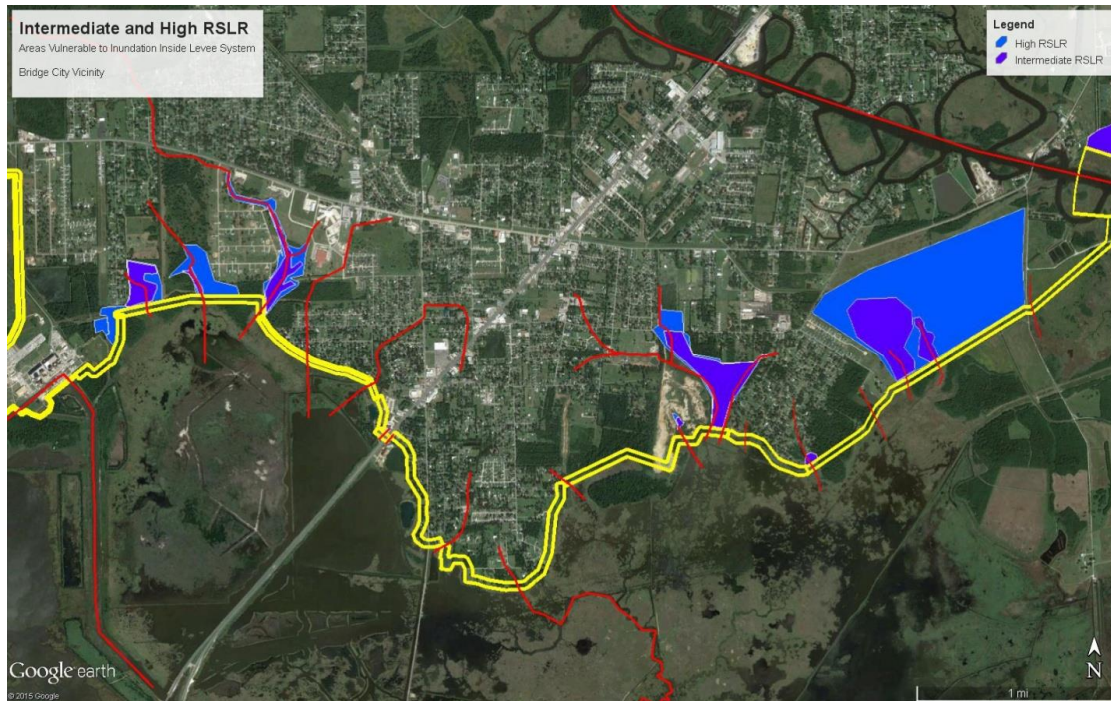 Intermediate and High RSLR
Areas Vulnerable to Inundation Inside Levee System
Bridge City Vicinity
Legend
High RSLR
Intermediate RSLR
Google earth
© 2015 Google
N
1 mi